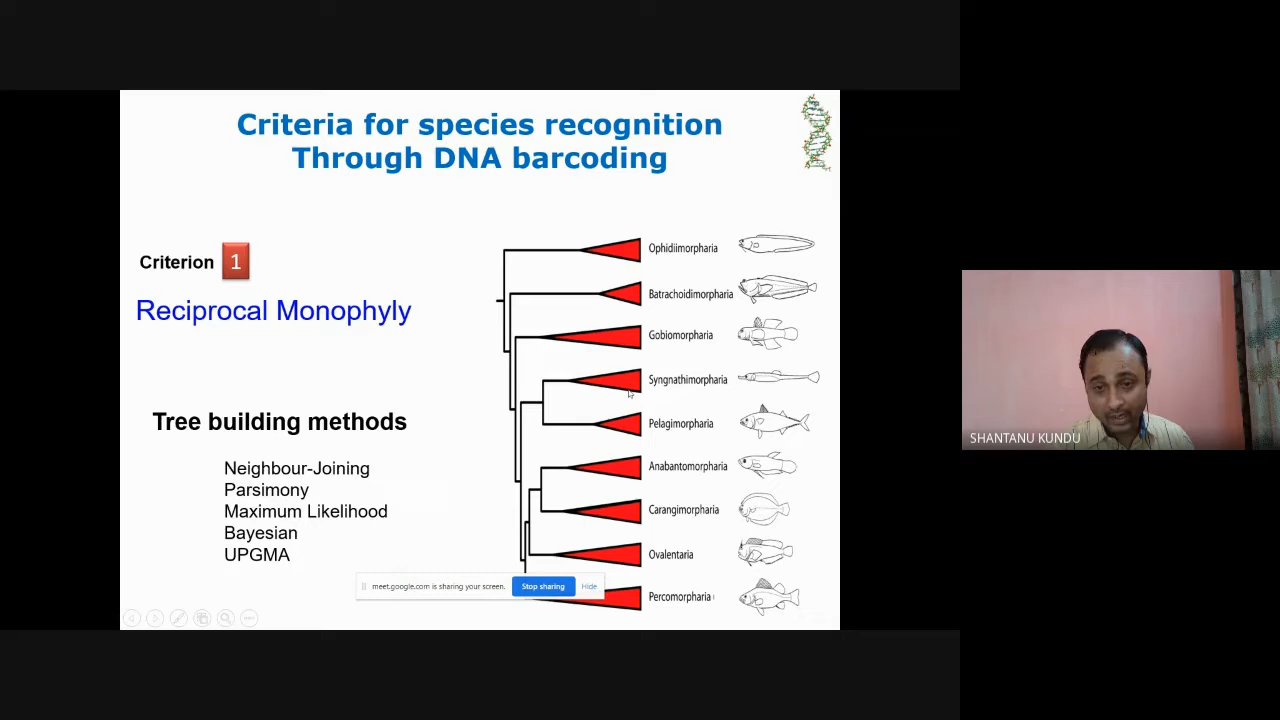 Criteria for species recognition
Through DNA barcoding
Criterion 1
Reciprocal Monophyly
Tree building methods
Neighbour-Joining
Parsimony
Maximum Likelihood
Bayesian
UPGMA
Ophidiimorpharia
Batrachoidimorpharia
Gobiomorpharia
Syngnathimorpharia
Pelagimorpharia
Anabantomorpharia
Carangimorpharia
Ovalentaria
Percomorpharia
meet.google.com is sharing your screen. Stop sharing Hide
SHANTANU KUNDU